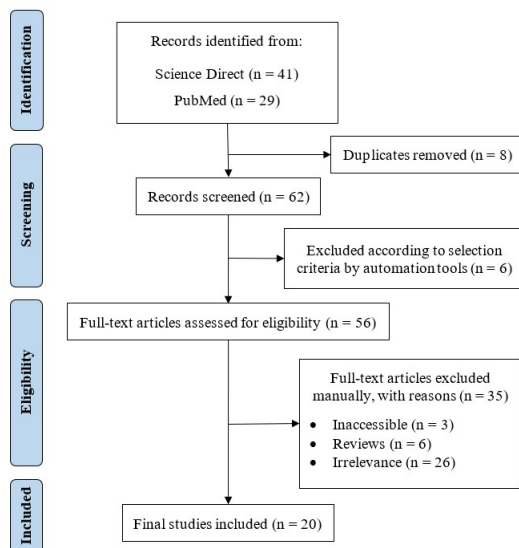 Identification
Records identified from:
Science Direct (n = 41)
PubMed (n = 29)
Duplicates removed (n = 8)
Screening
Records screened (n = 62)
Excluded according to selection
criteria by automation tools (n = 6)
Full-text articles assessed for eligibility (n = 56)
Eligibility
Full-text articles excluded
manually, with reasons (n = 35)
• Inaccessible (n = 3)
• Reviews (n = 6)
• Irrelevance (n = 26)
Included
Final studies included (n = 20)